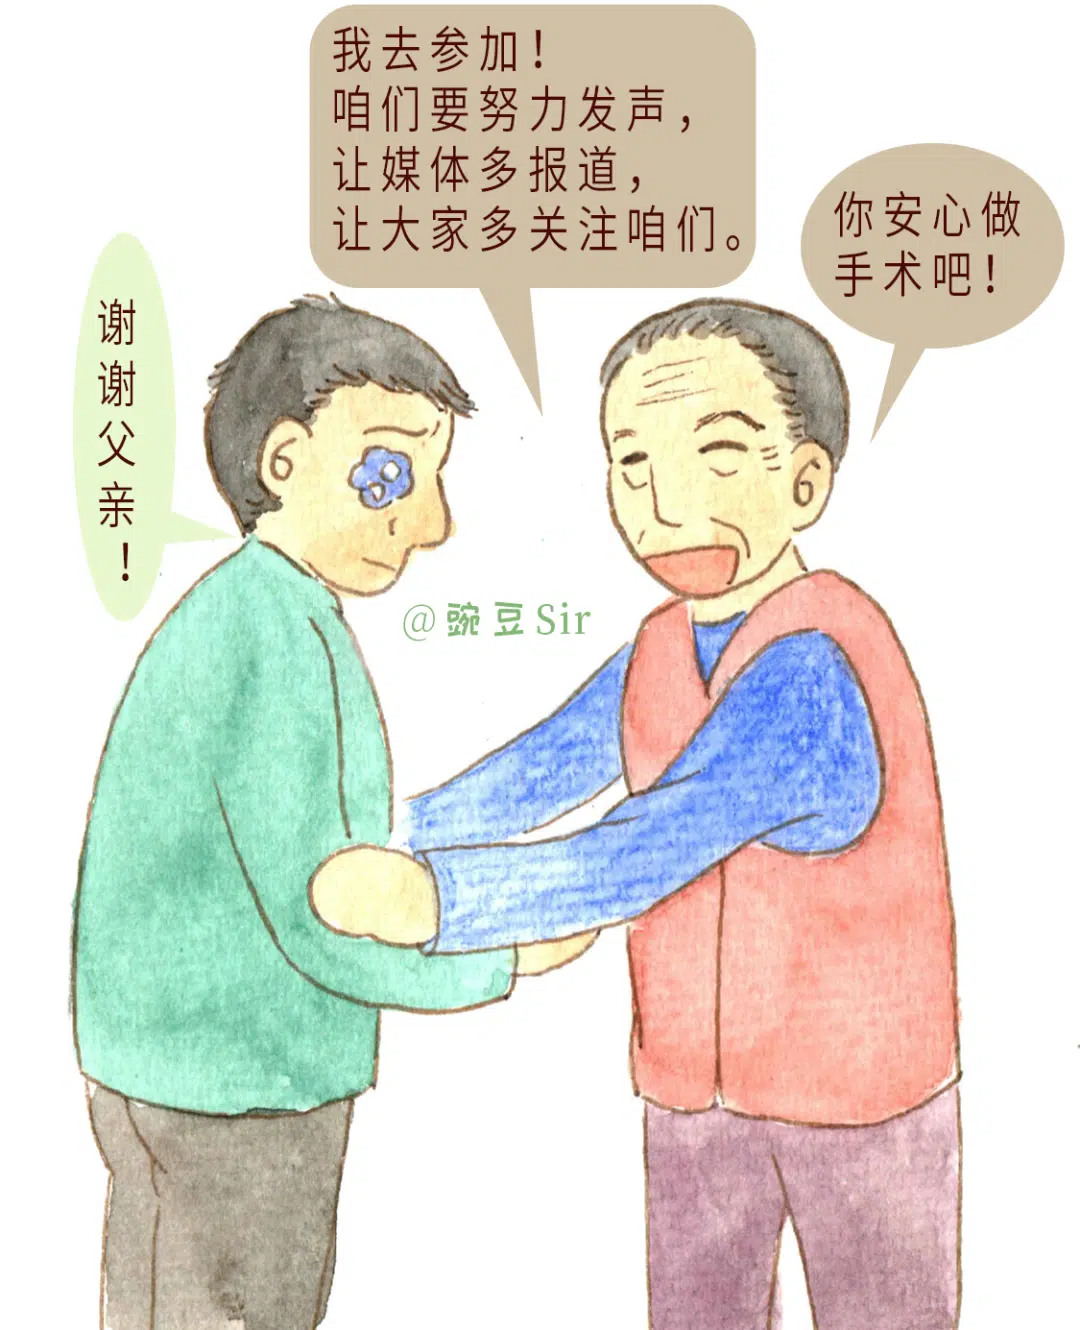 我去参加！
咱们要努力发声，
让媒体多报道，
让大家多关注咱们。
你安心做
手术吧！
谢谢父亲！
@豌豆Sir